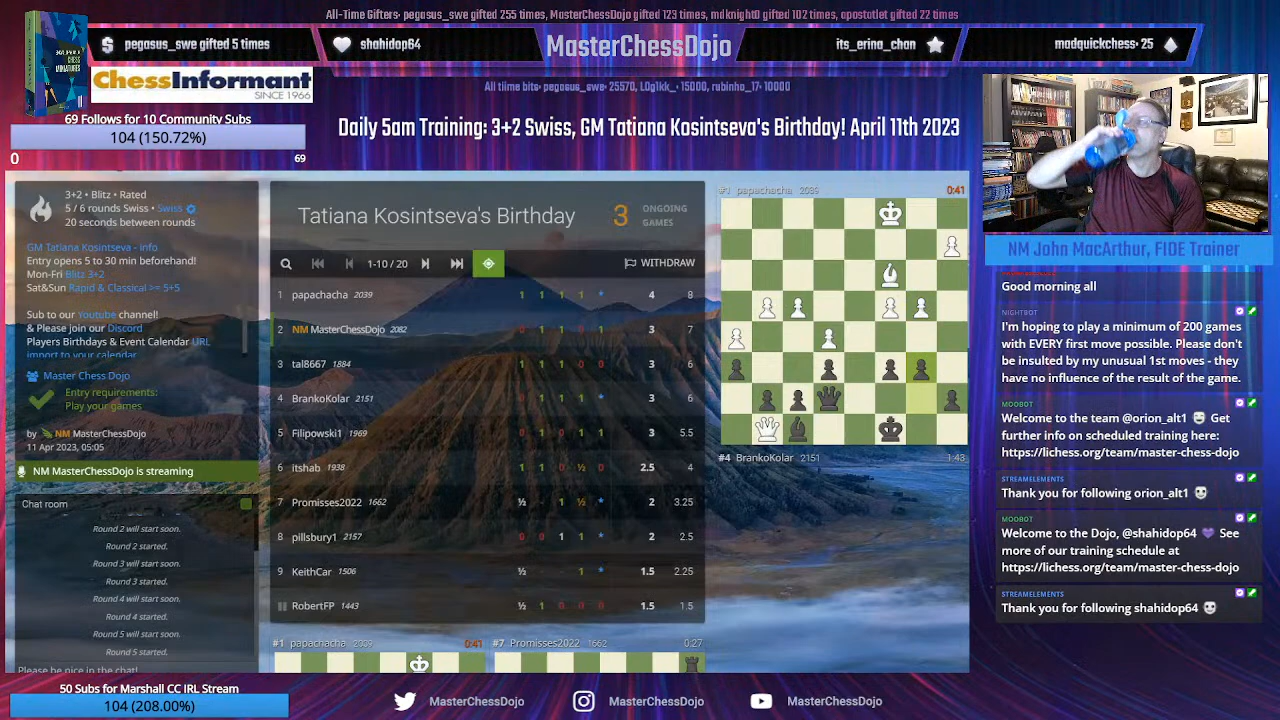 All-Time Gifters· pegasus_swe gifted 255 times, MasterChessDojo gifted 123 times, mdknight0 gifted 102 times, apostatlet gifted 22 times
pegasus_swe gifted 5 times
shahidop64
MasterChessDojo
its_erina_chan
madquickchess· 25
ChessInformant
SINCE 1966
All tiime bits· pegasus_swe· 25570, L0g1kk_· 15000, rubinho_17· 10000
69 Follows for 10 Community Subs
104 (150.72%)
0
69
Daily 5am Training: 3+2 Swiss, GM Tatiana Kosintseva's Birthday! April 11th 2023
NM John MacArthur, FIDE Trainer
3+2 • Blitz • Rated
5 / 6 rounds Swiss • Swiss
20 seconds between rounds
GM Tatiana Kosintseva - info
Entry opens 5 to 30 min beforehand!
Mon-Fri Blitz 3+2
Sat&Sun Rapid & Classical >= 5+5
Sub to our Youtube channel!
& Please join our Discord
Players Birthdays & Event Calendar URL
import to your calendar
Master Chess Dojo
Entry requirements:
Play your games
by NM MasterChessDojo
11 Apr 2023, 05:05
NM MasterChessDojo is streaming
Chat room
Round 2 will start soon.
Round 2 started.
Round 3 will start soon.
Round 3 started.
Round 4 will start soon.
Round 4 started.
Round 5 will start soon.
Round 5 started.
Please be nice in the chat!
Tatiana Kosintseva's Birthday
3 ONGOING GAMES
1-10 / 20
WITHDRAW
1 papachacha 2039 1 1 1 1 * 4 8
2 NM MasterChessDojo 2082 0 1 1 0 1 3 7
3 tal8667 1884 1 1 1 0 0 3 6
4 BrankoKolar 2151 0 1 1 1 * 3 6
5 Filipowski1 1969 0 1 0 1 1 3 5.5
6 itshab 1938 1 1 0 ½ 0 2.5 4
7 Promisses2022 1662 ½ - 1 ½ * 2 3.25
8 pillsbury1 2157 0 0 1 1 * 2 2.5
9 KeithCar 1506 ½ - 1 * 1.5 2.25
RobertFP 1443 ½ 1 0 0 0 1.5 1.5
#1 papachacha 2039 0:41
#7 Promisses2022 1662 0:27
#1 papachacha 2039 0:41
#4 BrankoKolar 2151 1:43
Good morning all
NIGHTBOT
I'm hoping to play a minimum of 200 games
with EVERY first move possible. Please don't
be insulted by my unusual 1st moves - they
have no influence of the result of the game.
MOOBOT
Welcome to the team @orion_alt1 Get
further info on scheduled training here:
https://lichess.org/team/master-chess-dojo
STREAMELEMENTS
Thank you for following orion_alt1
MOOBOT
Welcome to the Dojo, @shahidop64 See
more of our training schedule at
https://lichess.org/team/master-chess-dojo
STREAMELEMENTS
Thank you for following shahidop64
50 Subs for Marshall CC IRL Stream
104 (208.00%)
MasterChessDojo
MasterChessDojo
MasterChessDojo